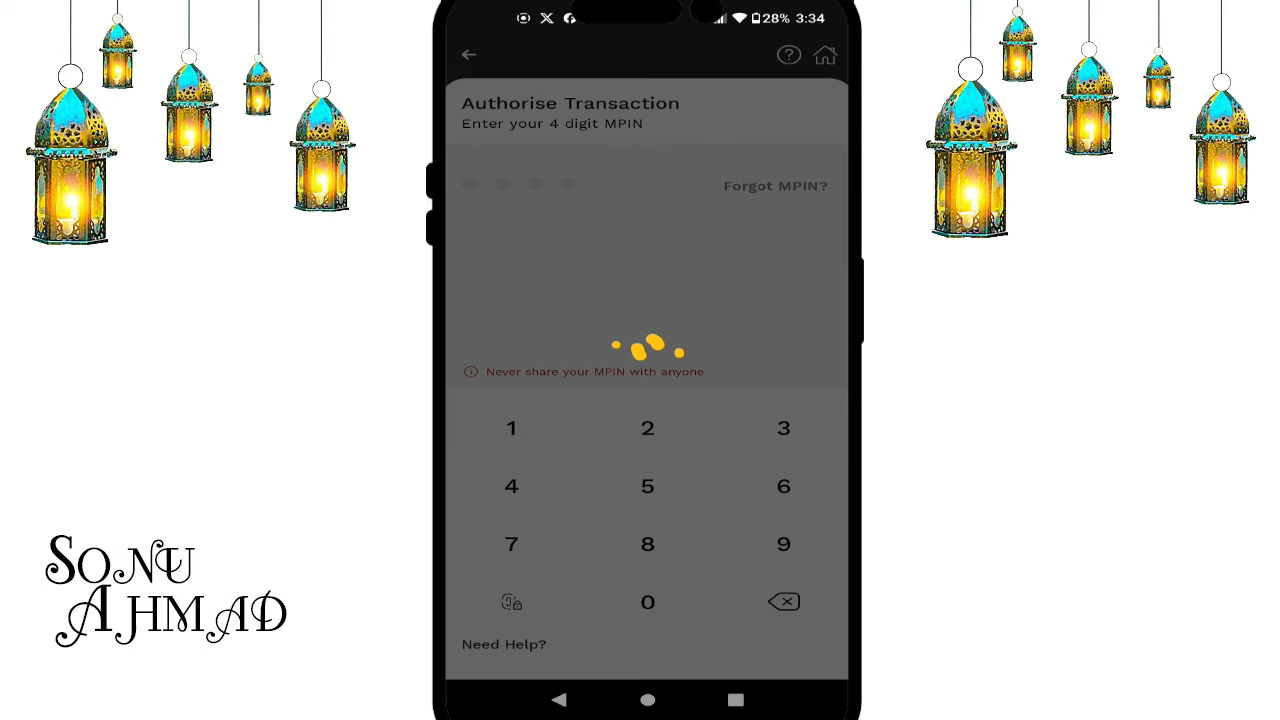 28% 3:34
Authorise Transaction
Enter your 4 digit MPIN
Forgot MPIN?
Never share your MPIN with anyone
1 2 3
4 5 6
7 8 9
0
Need Help?
SONU
AHMAD